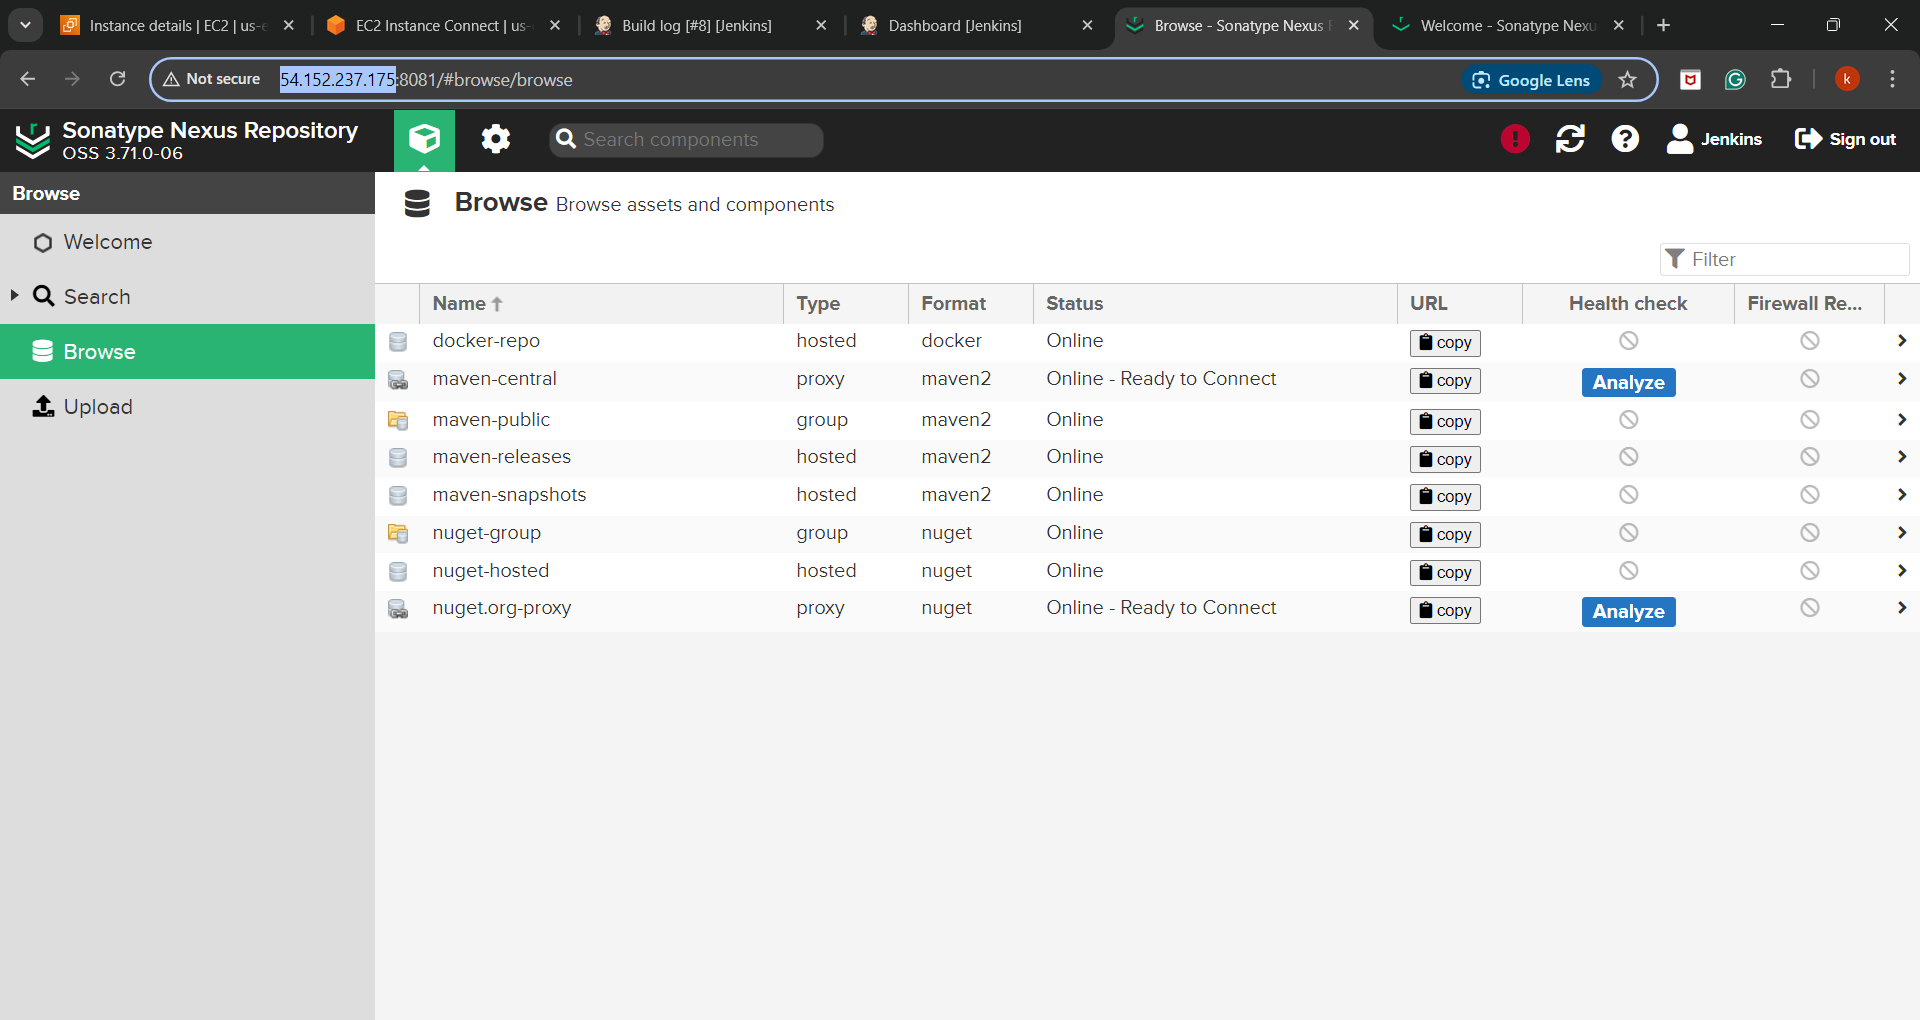 Instance details | EC2 | us-e
EC2 Instance Connect | us-e
Build log [#8] [Jenkins]
Dashboard [Jenkins]
Browse - Sonatype Nexus R
Welcome - Sonatype Nexu
Not secure
54.152.237.175:8081/#browse/browse
Google Lens
k
Sonatype Nexus Repository
OSS 3.71.0-06
Search components
Jenkins
Sign out
Browse
Welcome
Search
Browse
Upload
Browse Browse assets and components
Filter
Name Type Format Status URL Health check Firewall Re...
docker-repo hosted docker Online copy
maven-central proxy maven2 Online - Ready to Connect copy Analyze
maven-public group maven2 Online copy
maven-releases hosted maven2 Online copy
maven-snapshots hosted maven2 Online copy
nuget-group group nuget Online copy
nuget-hosted hosted nuget Online copy
nuget.org-proxy proxy nuget Online - Ready to Connect copy Analyze